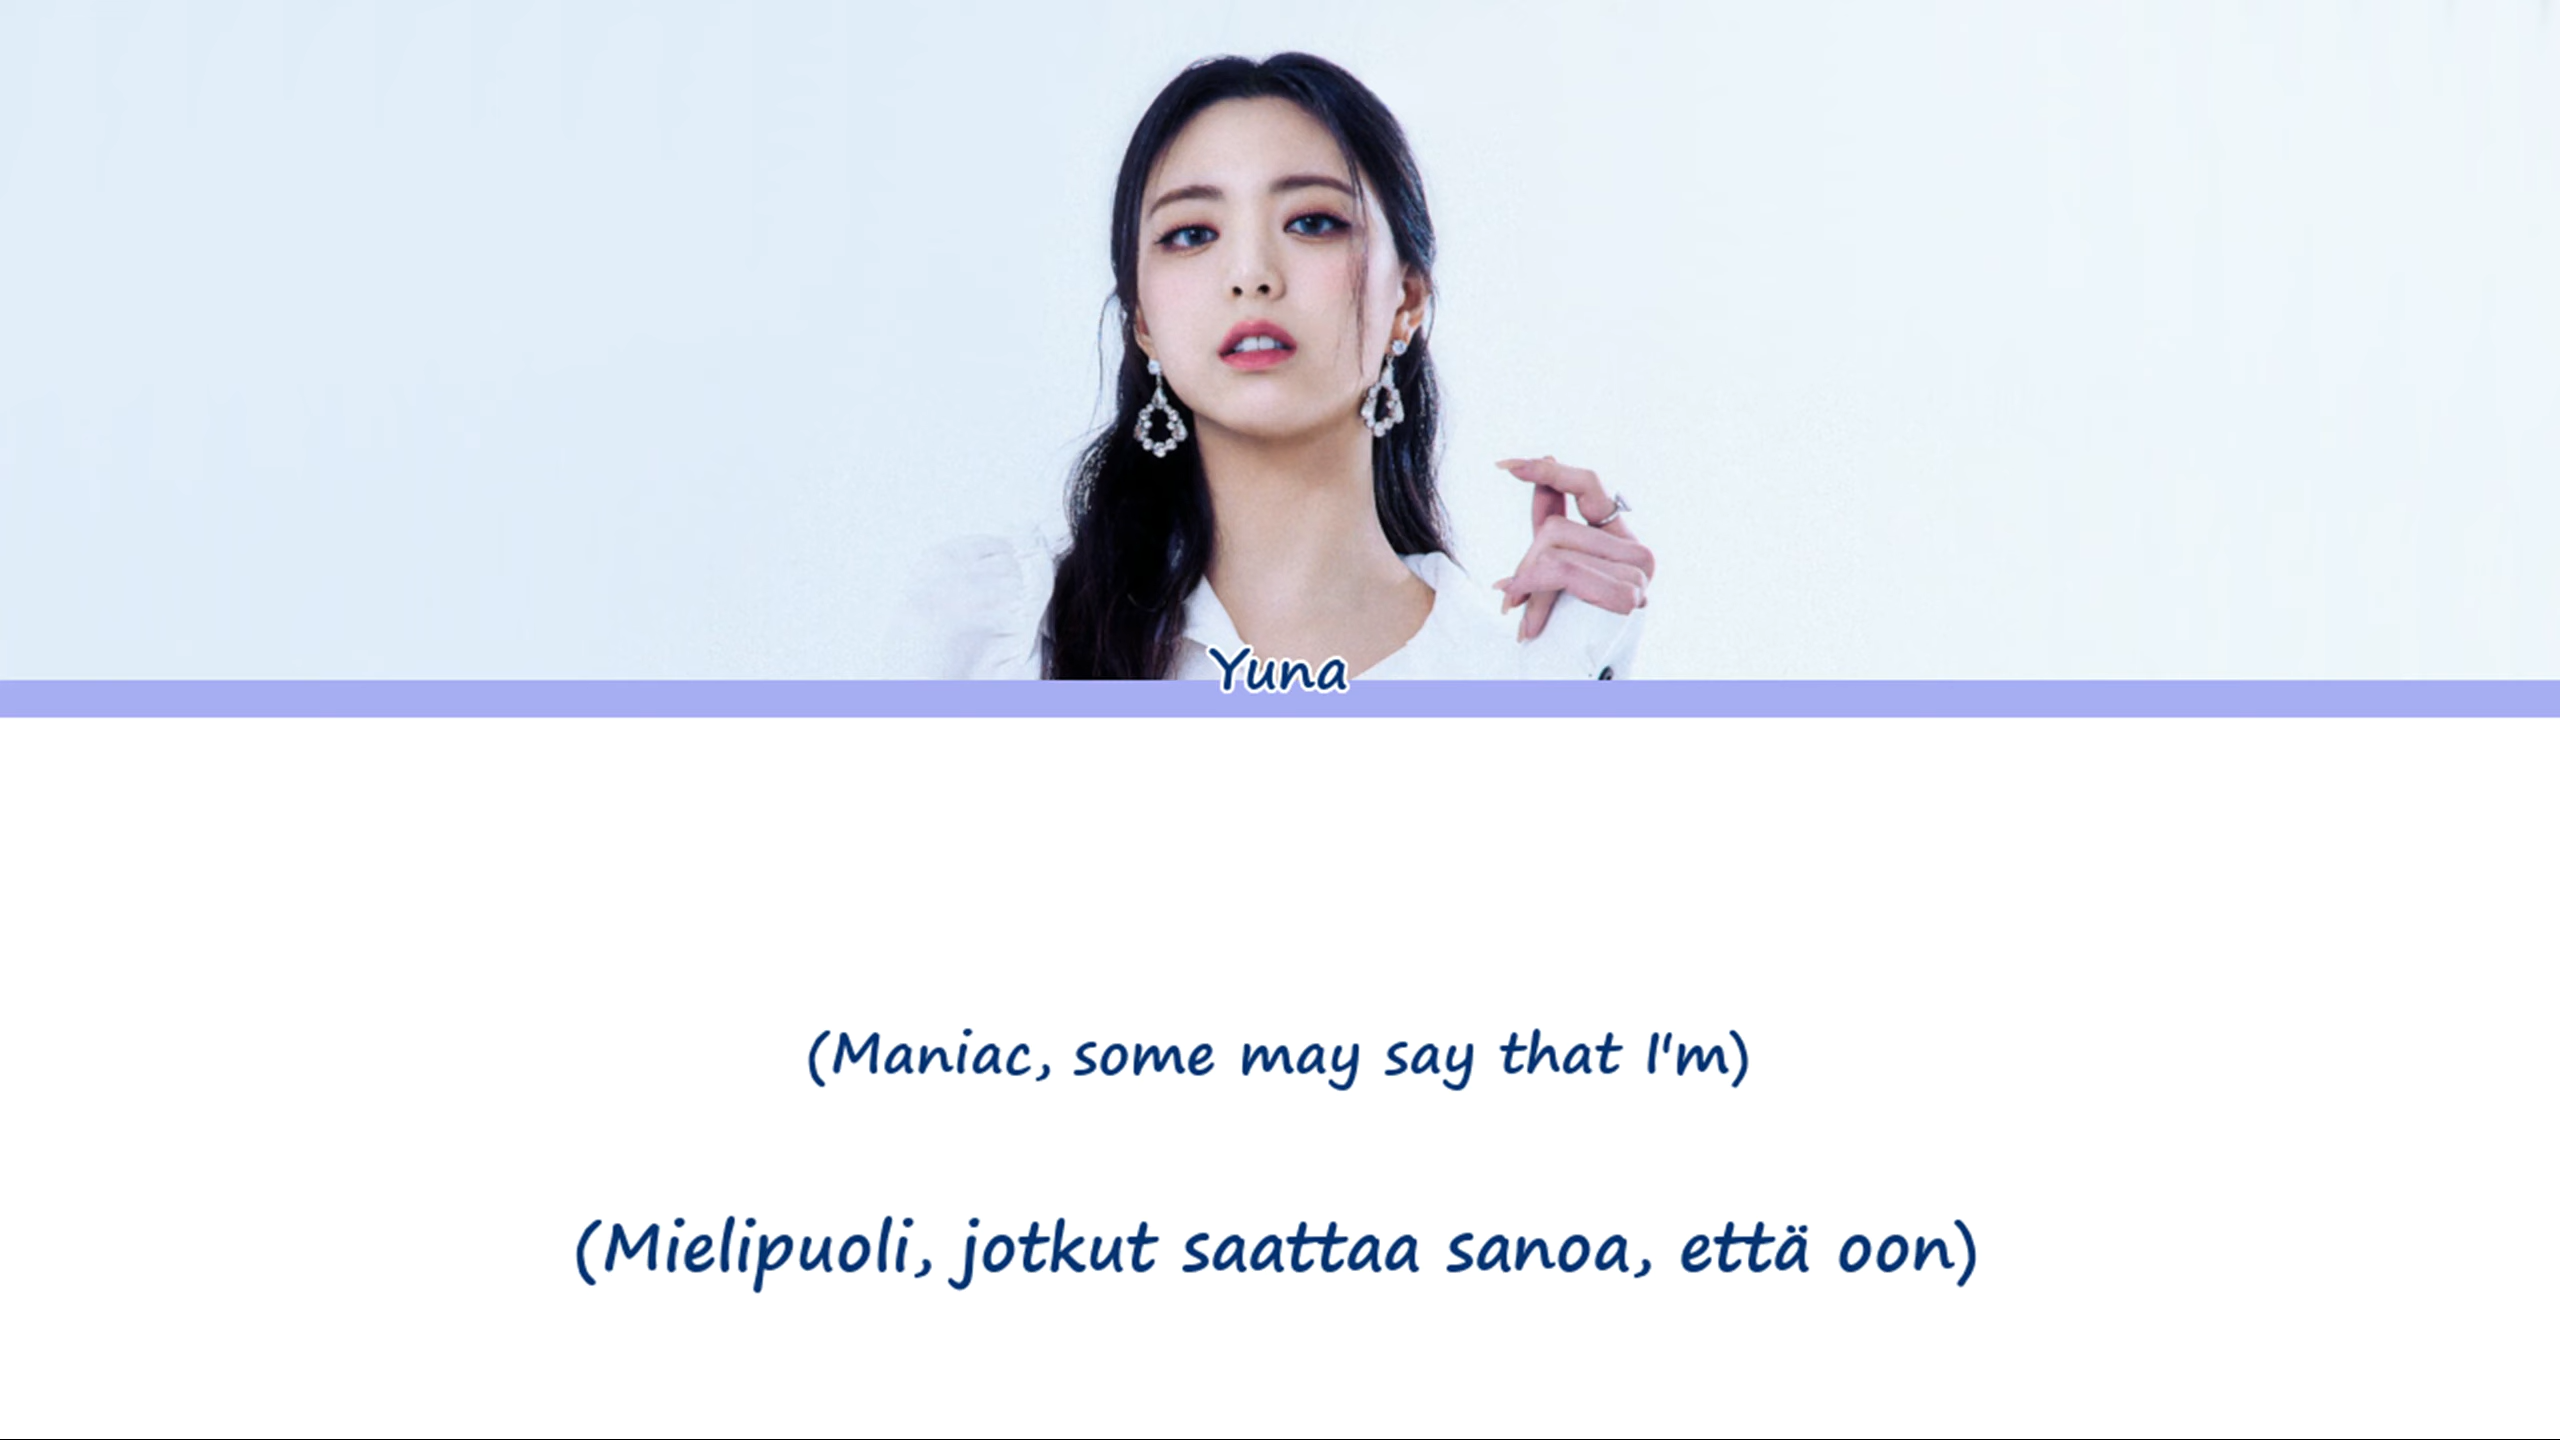 Yuna
(Maniac, some may say that I'm)
(Mielipuoli, jotkut saattaa sanoa, että oon)